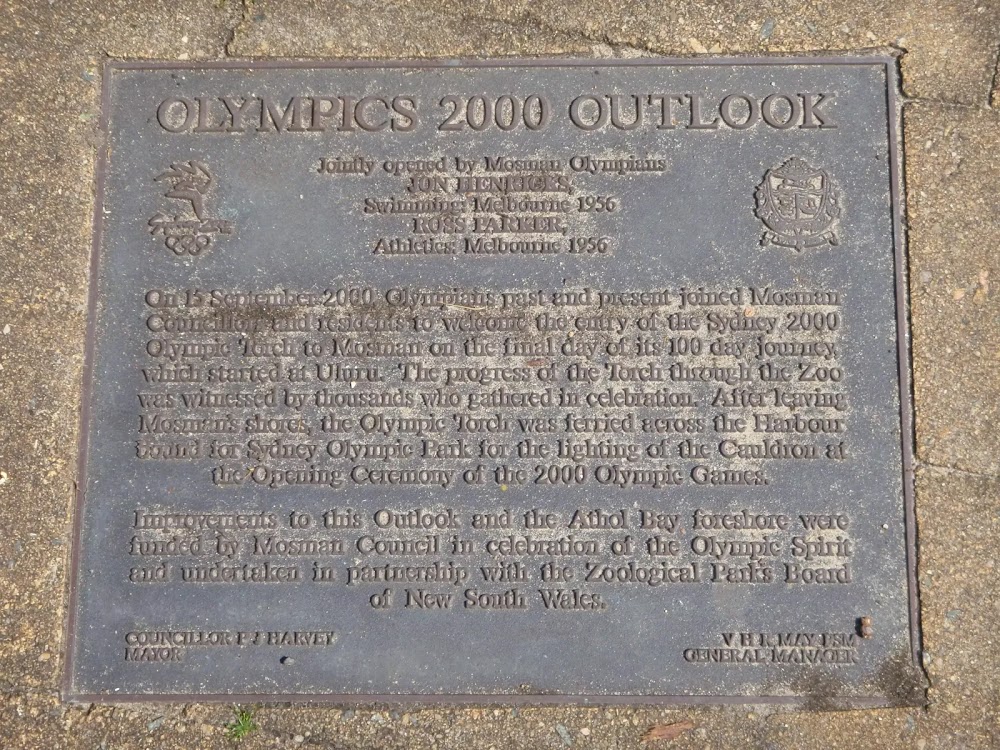 OLYMPICS 2000 OUTLOOK
Jointly opened by Mosman Olympians
JON HENRICKS,
Swimming: Melbourne 1956
ROSS PARKER,
Athletics: Melbourne 1956
On 15 September 2000, Olympians past and present joined Mosman
Councillors and residents to welcome the entry of the Sydney 2000
Olympic Torch to Mosman on the final day of its 100 day journey,
which started at Uluru. The progress of the Torch through the Zoo
was witnessed by thousands who gathered in celebration. After leaving
Mosman's shores, the Olympic Torch was ferried across the Harbour
bound for Sydney Olympic Park for the lighting of the Cauldron at
the Opening Ceremony of the 2000 Olympic Games.
Improvements to this Outlook and the Athol Bay foreshore were
funded by Mosman Council in celebration of the Olympic Spirit
and undertaken in partnership with the Zoological Parks Board
of New South Wales.
COUNCILLOR P J HARVEY
MAYOR
V H R MAY PSM
GENERAL MANAGER